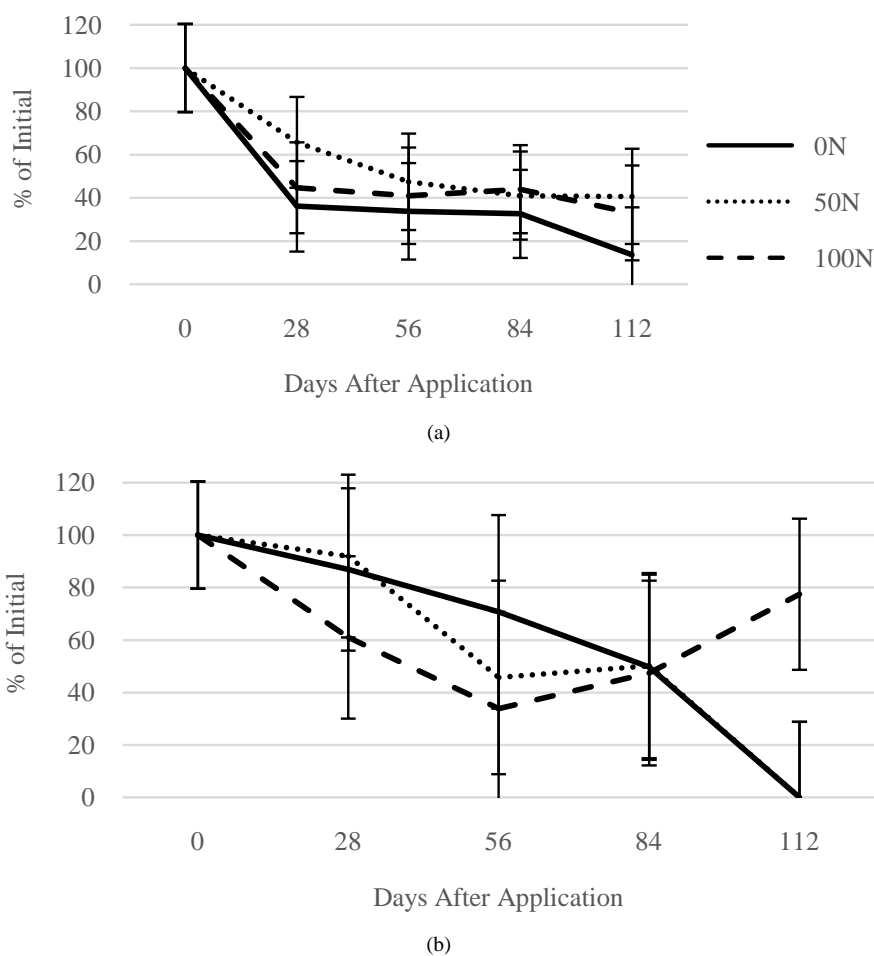 120
100
80
60
40
20
0
% of Initial
0 28 56 84 112
Days After Application
0N
50N
100N
(a)
120
100
80
60
40
20
0
% of Initial
0 28 56 84 112
Days After Application
(b)